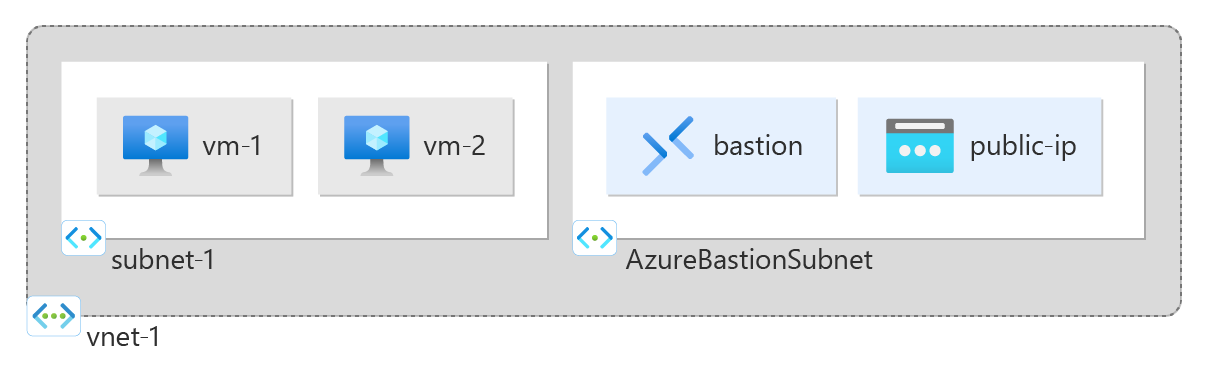 vm-1
vm-2
bastion
public-ip
subnet-1
AzureBastionSubnet
vnet-1